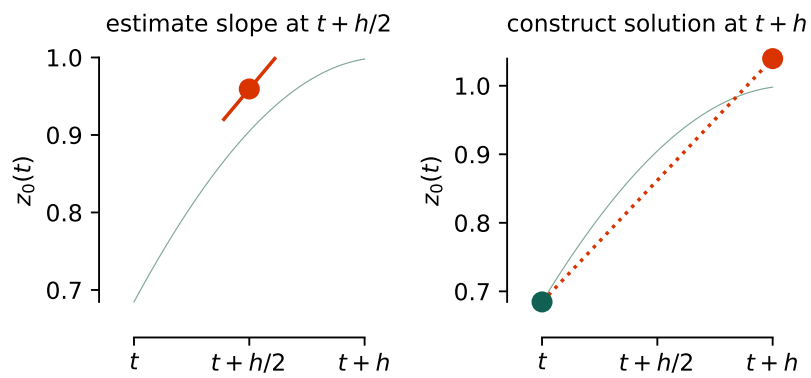 estimate slope at t + h/2
1.0
0.9
0.8
0.7
z₀(t)
t
t + h/2
t + h
construct solution at t + h
1.0
0.9
0.8
0.7
z₀(t)
t
t + h/2
t + h